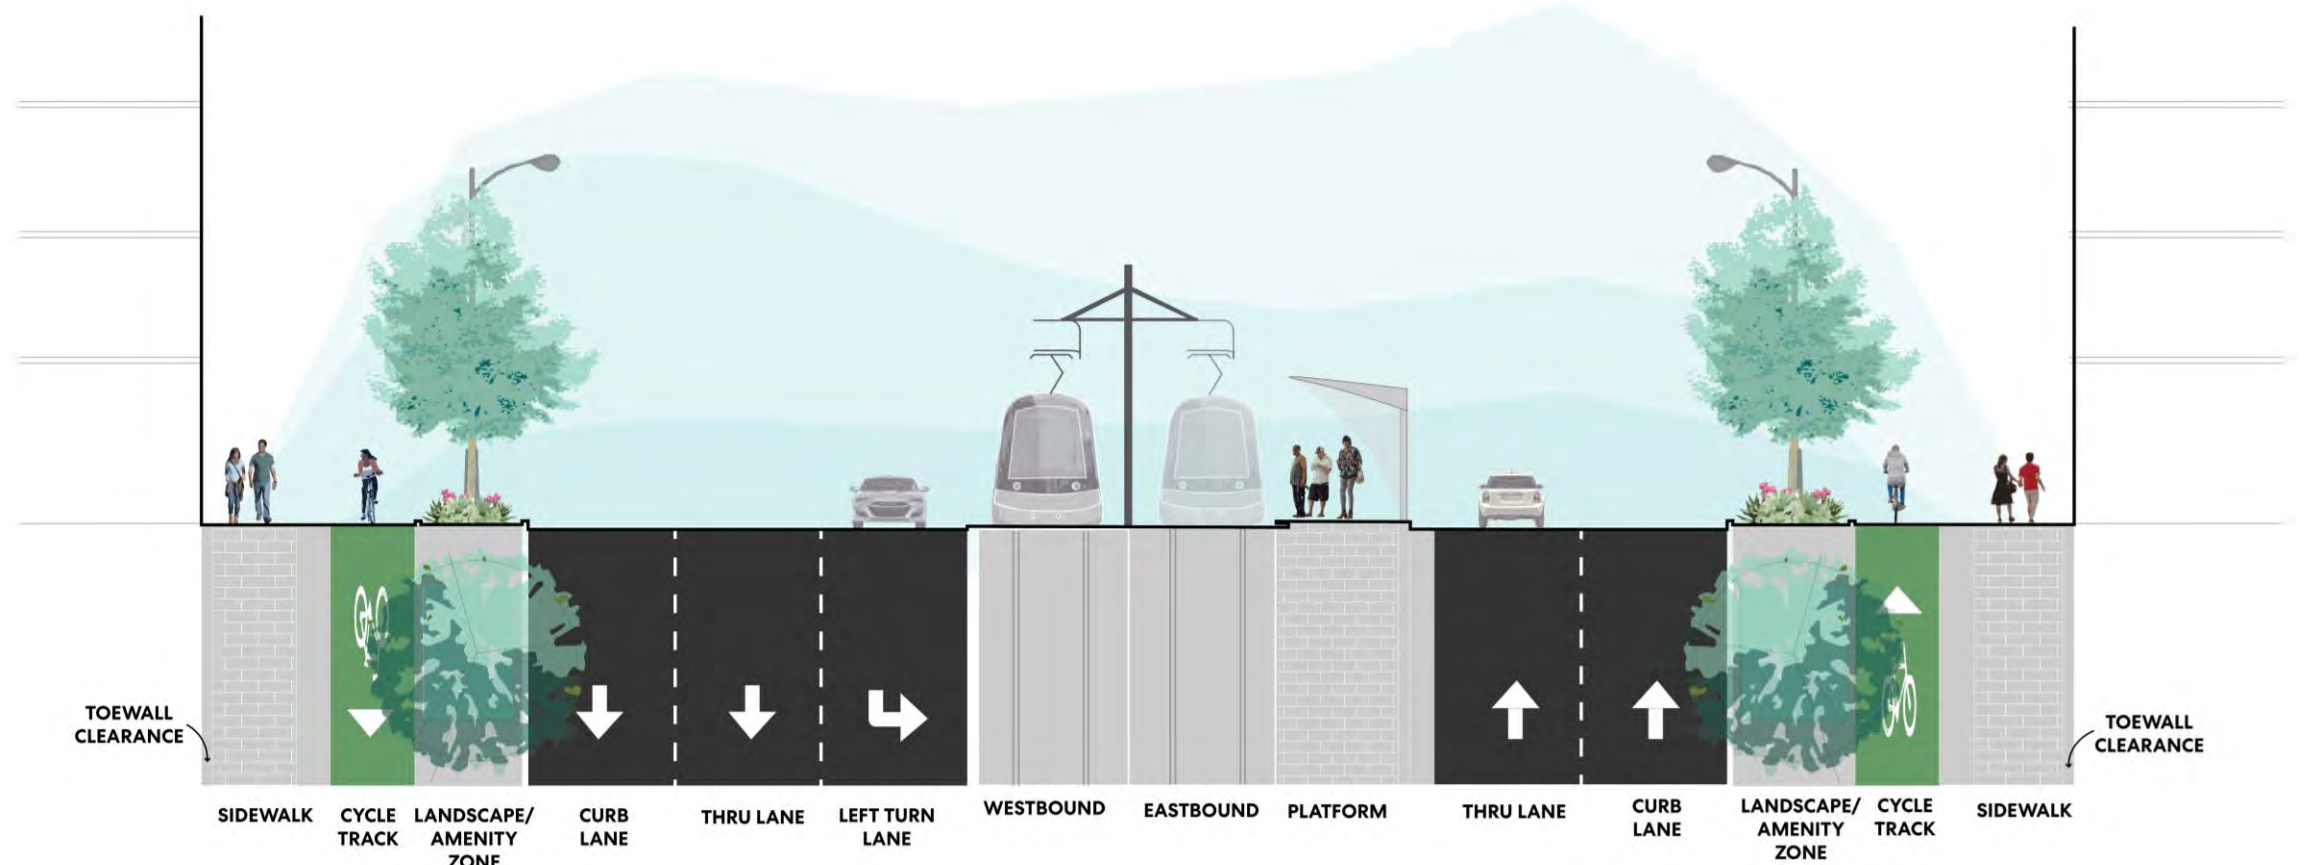 TOEWALL
CLEARANCE
TOEWALL
CLEARANCE
SIDEWALK
CYCLE
TRACK
LANDSCAPE/
AMENITY
ZONE
CURB
LANE
THRU LANE
LEFT TURN
LANE
WESTBOUND
EASTBOUND
PLATFORM
THRU LANE
CURB
LANE
LANDSCAPE/
AMENITY
ZONE
CYCLE
TRACK
SIDEWALK